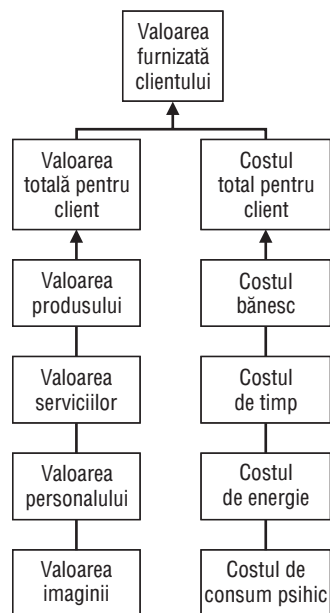 Valoarea
furnizată
clientului
Valoarea
totală pentru
client
Costul
total pentru
client
Valoarea
produsului
Costul
bănesc
Valoarea
serviciilor
Costul
de timp
Valoarea
personalului
Costul
de energie
Valoarea
imaginii
Costul de
consum psihic